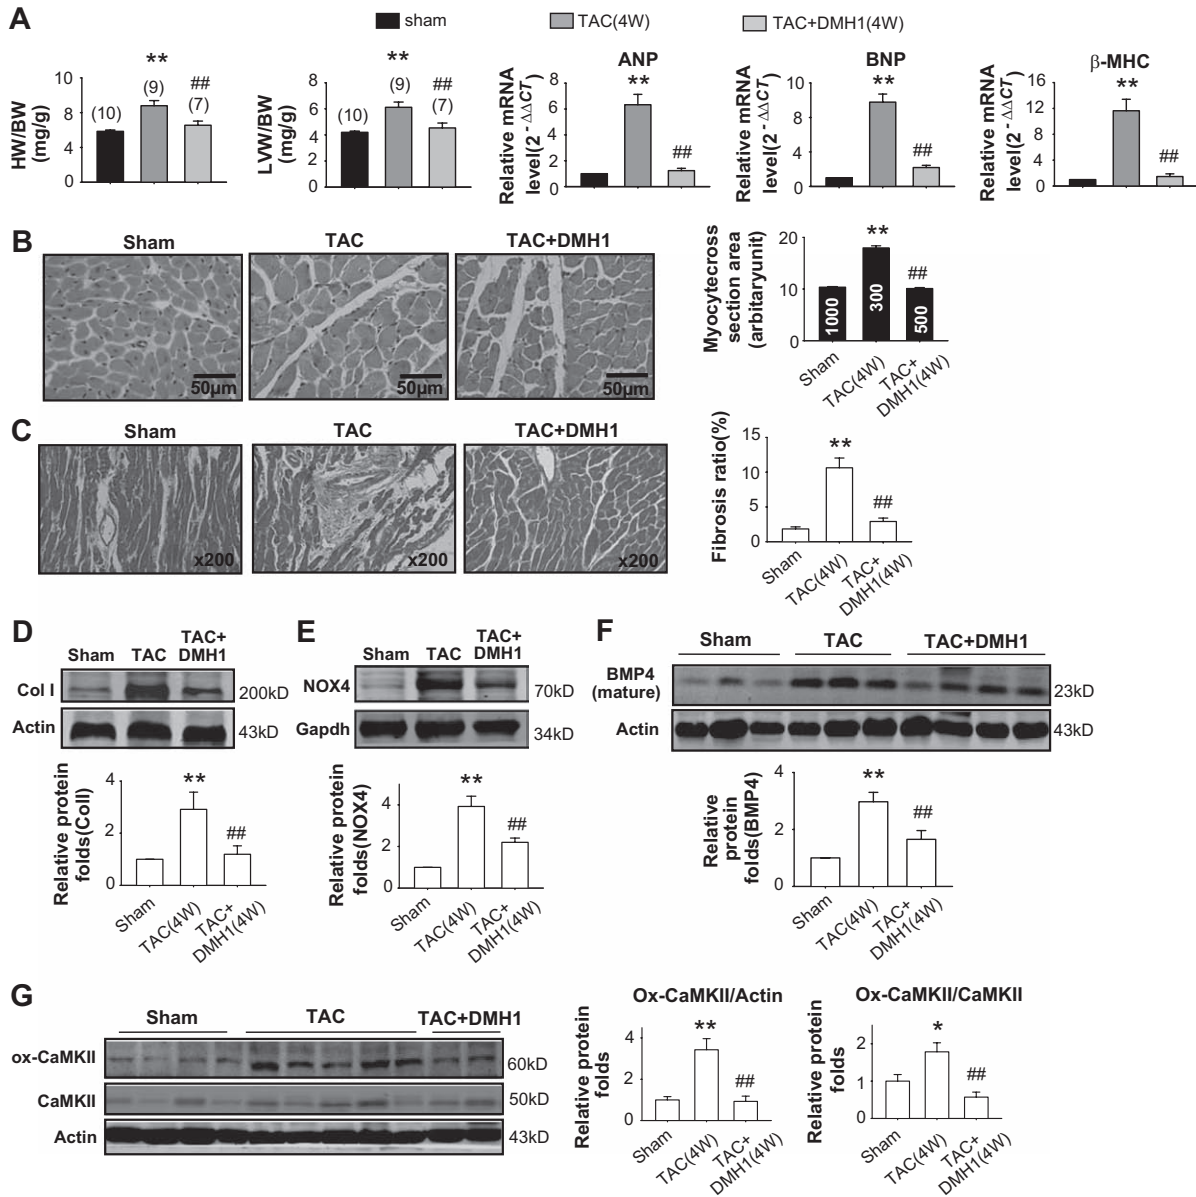 A
sham
TAC(4W)
TAC+DMH1(4W)
HW/BW
(mg/g)
10
8
4
0
(10)
**
(9)
##
(7)
LVW/BW
(mg/g)
8
6
4
2
0
(10)
**
(9)
##
(7)
ANP
Relative mRNA
level(2-ΔΔCT)
8
6
4
2
0
**
##
BNP
Relative mRNA
level(2-ΔΔCT)
12
8
4
0
**
##
β-MHC
Relative mRNA
level(2-ΔΔCT)
16
12
8
4
0
**
##
B
Sham
TAC
TAC+DMH1
50μm
50μm
50μm
Myocytecross
section area
(arbitaryunit)
20
10
0
**
##
1000
300
500
Sham
TAC(4W)
TAC+
DMH1(4W)
C
Sham
TAC
TAC+DMH1
x200
x200
x200
Fibrosis ratio(%)
15
10
5
0
**
##
Sham
TAC(4W)
TAC+
DMH1(4W)
D
Sham
TAC
TAC+
DMH1
Col I
200kD
Actin
43kD
Relative protein
folds(ColI)
4
2
0
**
##
Sham
TAC(4W)
TAC+
DMH1(4W)
E
Sham
TAC
TAC+
DMH1
NOX4
70kD
Gapdh
34kD
Relative protein
folds(NOX4)
4
2
0
**
##
Sham
TAC(4W)
TAC+
DMH1(4W)
F
Sham
TAC
TAC+DMH1
BMP4
(mature)
23kD
Actin
43kD
Relative
protein
folds(BMP4)
4
2
0
**
##
Sham
TAC(4W)
TAC+
DMH1(4W)
G
Sham
TAC
TAC+DMH1
ox-CaMKII
60kD
CaMKII
50kD
Actin
43kD
Ox-CaMKII/Actin
Relative protein
folds
4
2
0
**
##
Sham
TAC(4W)
TAC+
DMH1(4W)
Ox-CaMKII/CaMKII
Relative protein
folds
2
1
0
*
##
Sham
TAC(4W)
TAC+
DMH1(4W)